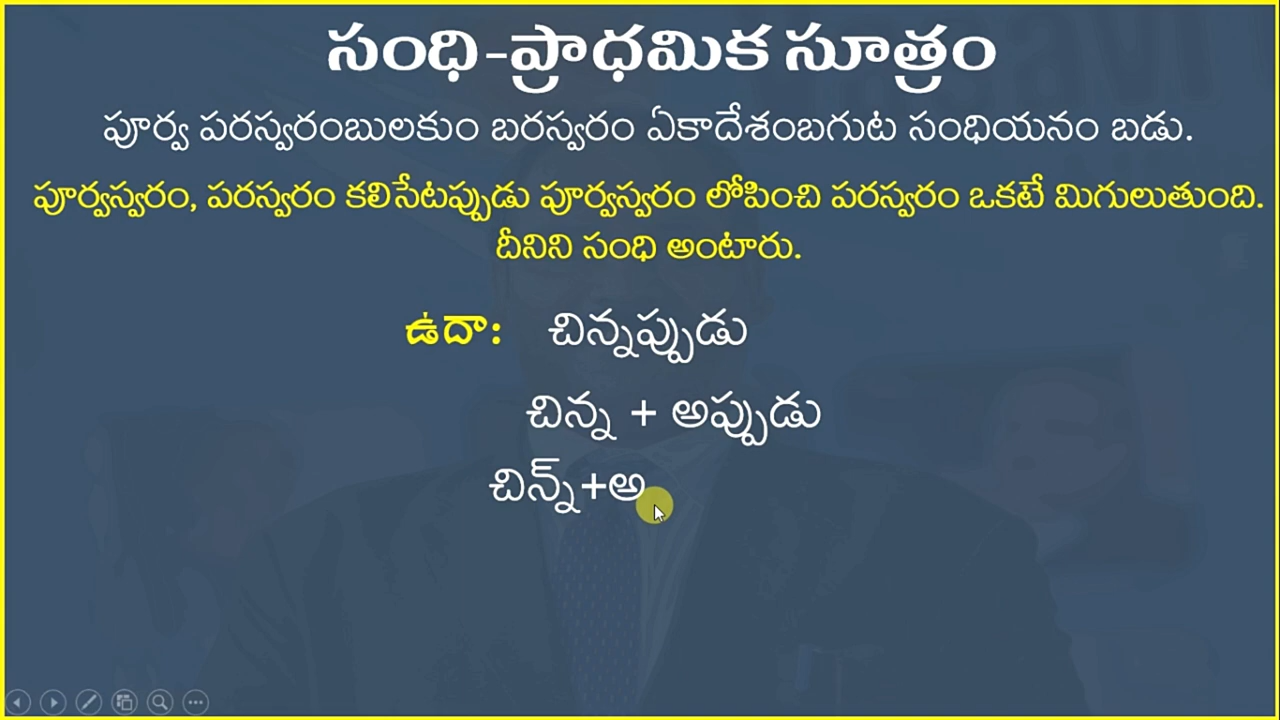 సంధి-ప్రాధమిక సూత్రం
పూర్వ పరస్వరంబులకుం బరస్వరం ఏకాదేశంబగుట సంధియనం బడు.
పూర్వస్వరం, పరస్వరం కలిసేటప్పుడు పూర్వస్వరం లోపించి పరస్వరం ఒకటే మిగులుతుంది.
దీనిని సంధి అంటారు.
ఉదా: చిన్నప్పుడు
చిన్న + అప్పుడు
చిన్న్+అ